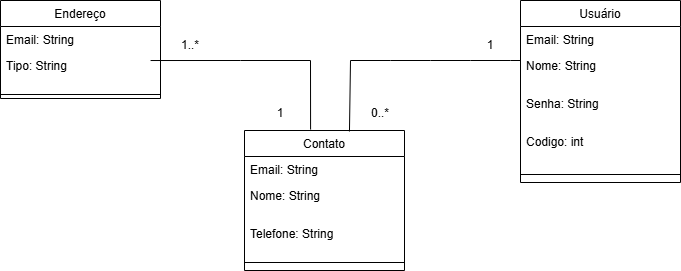 Endereço
Email: String
Tipo: String
1..*
1
Usuário
Email: String
Nome: String
Senha: String
Codigo: int
1
0..*
Contato
Email: String
Nome: String
Telefone: String